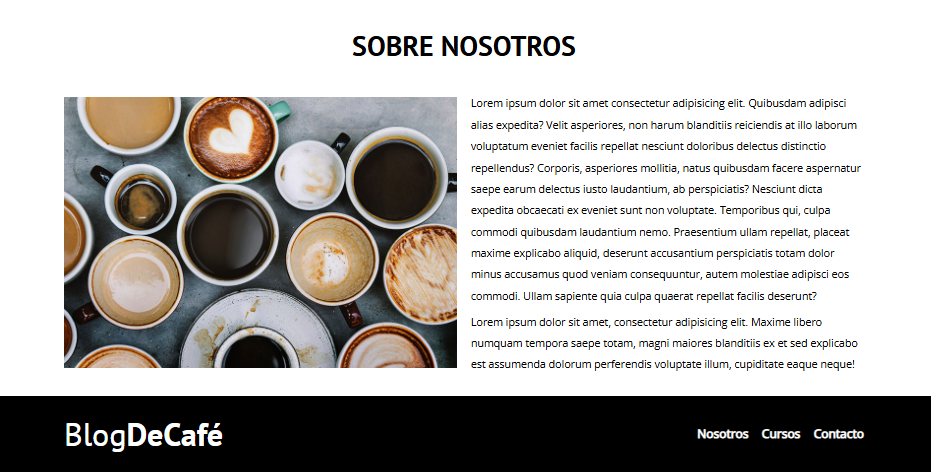 SOBRE NOSOTROS
Lorem ipsum dolor sit amet consectetur adipisicing elit. Quibusdam adipisci
alias expedita? Velit asperiores, non harum blanditiis reiciendis at illo laborum
voluptatum eveniet facilis repellat nesciunt doloribus delectus distinctio
repellendus? Corporis, asperiores mollitia, natus quibusdam facere aspernatur
saepe earum delectus iusto laudantium, ab perspiciatis? Nesciunt dicta
expedita obcaecati ex eveniet sunt non voluptate. Temporibus qui, culpa
commodi quibusdam laudantium nemo. Praesentium ullam repellat, placeat
maxime explicabo aliquid, deserunt accusantium perspiciatis totam dolor
minus accusamus quod veniam consequuntur, autem molestiae adipisci eos
commodi. Ullam sapiente quia culpa quaerat repellat facilis deserunt?
Lorem ipsum dolor sit amet, consectetur adipisicing elit. Maxime libero
numquam tempora saepe totam, magni maiores blanditiis ex et sed explicabo
est assumenda dolorum perferendis voluptate illum, cupiditate eaque neque!
BlogDeCafé
Nosotros Cursos Contacto